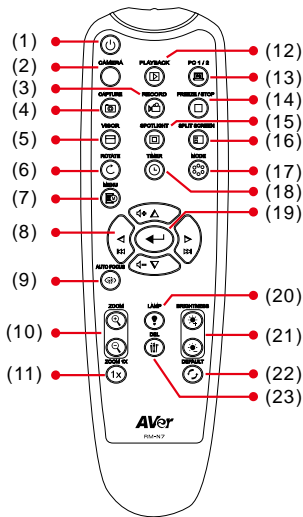 (1)
(2)
(3)
(4)
(5)
(6)
(7)
(8)
(9)
(10)
(11)
CAMERA
PLAYBACK
PC 1 / 2
CAPTURE
RECORD
FREEZE / STOP
VISOR
SPOTLIGHT
SPLIT SCREEN
ROTATE
TIMER
MODE
MENU
AUTO FOCUS
ZOOM
LAMP
BRIGHTNESS
DEL
ZOOM 1X
1x
DEFAULT
AVer
RM-N7
(12)
(13)
(14)
(15)
(16)
(17)
(18)
(19)
(20)
(21)
(22)
(23)